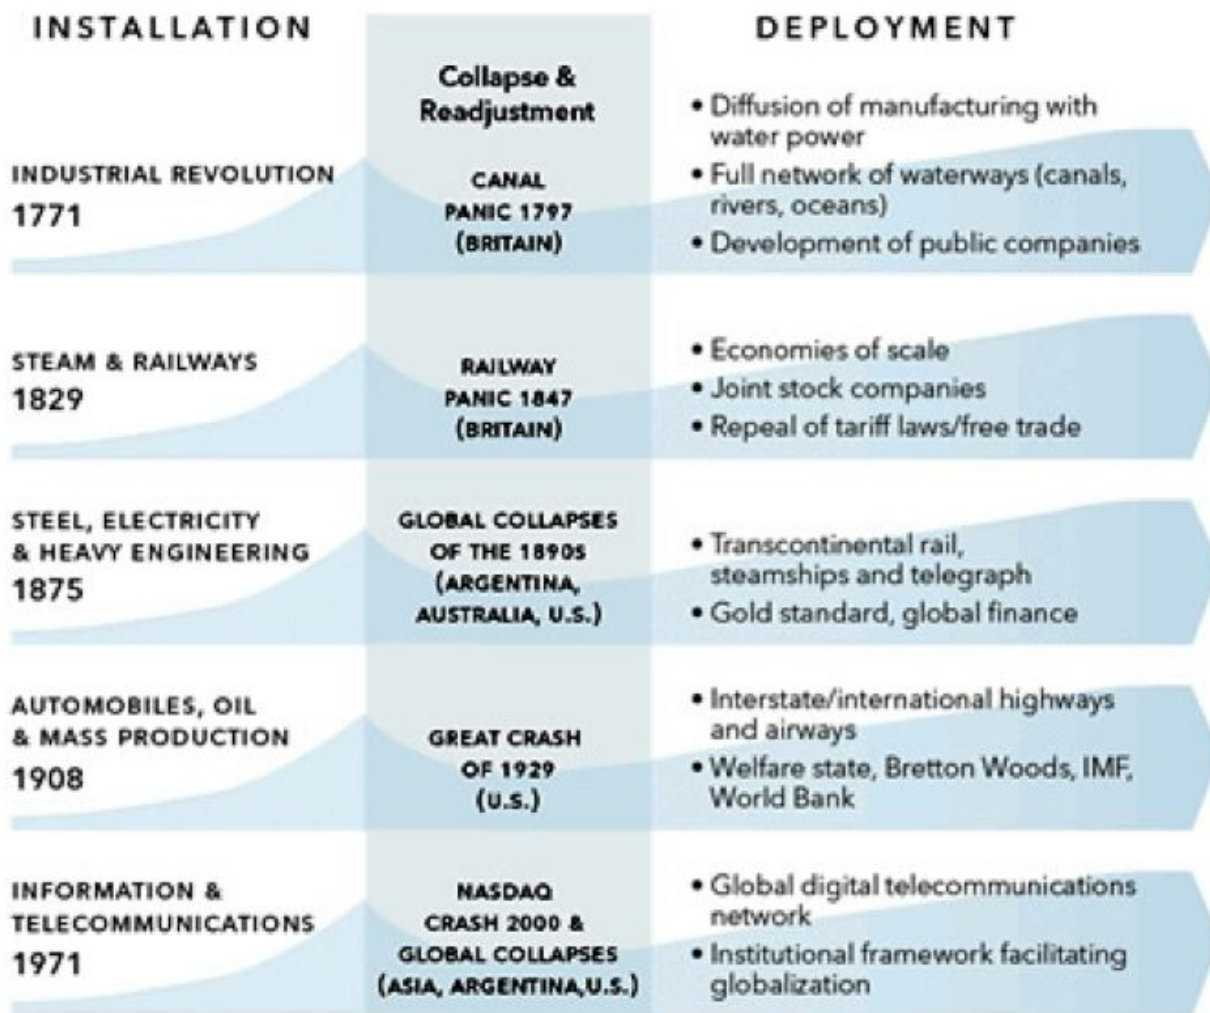 INSTALLATION
DEPLOYMENT
Collapse &
Readjustment
INDUSTRIAL REVOLUTION
1771
CANAL
PANIC 1797
(BRITAIN)
• Diffusion of manufacturing with
water power
• Full network of waterways (canals,
rivers, oceans)
• Development of public companies
STEAM & RAILWAYS
1829
RAILWAY
PANIC 1847
(BRITAIN)
• Economies of scale
• Joint stock companies
• Repeal of tariff laws/free trade
STEEL, ELECTRICITY
& HEAVY ENGINEERING
1875
GLOBAL COLLAPSES
OF THE 1890S
(ARGENTINA,
AUSTRALIA, U.S.)
• Transcontinental rail,
steamships and telegraph
• Gold standard, global finance
AUTOMOBILES, OIL
& MASS PRODUCTION
1908
GREAT CRASH
OF 1929
(U.S.)
• Interstate/international highways
and airways
• Welfare state, Bretton Woods, IMF,
World Bank
INFORMATION &
TELECOMMUNICATIONS
1971
NASDAQ
CRASH 2000 &
GLOBAL COLLAPSES
(ASIA, ARGENTINA,U.S.)
• Global digital telecommunications
network
• Institutional framework facilitating
globalization